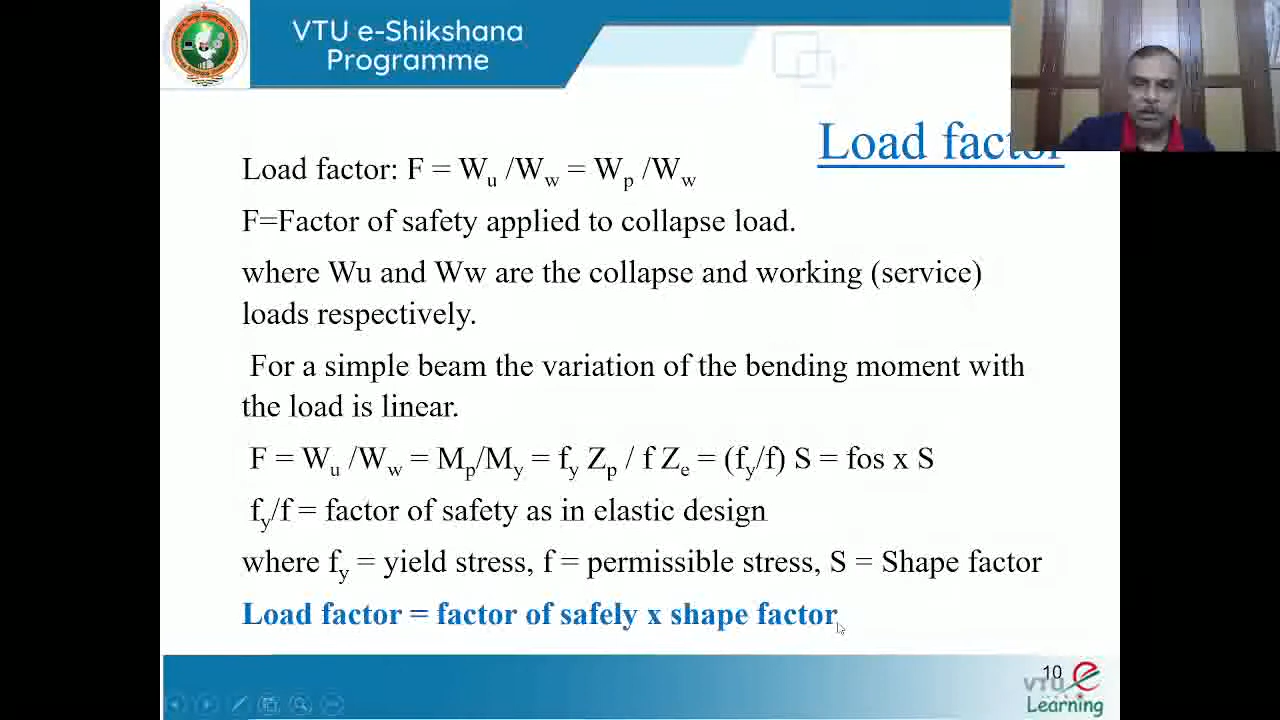 VTU e-Shikshana
Programme
Load factor
Load factor: F = Wu /Ww = Wp /Ww
F=Factor of safety applied to collapse load.
where Wu and Ww are the collapse and working (service)
loads respectively.
For a simple beam the variation of the bending moment with
the load is linear.
F = Wu /Ww = Mp/My = fy Zp / f Ze = (fy/f) S = fos x S
fy/f = factor of safety as in elastic design
where fy = yield stress, f = permissible stress, S = Shape factor
Load factor = factor of safely x shape factor
10
VTU e
Learning